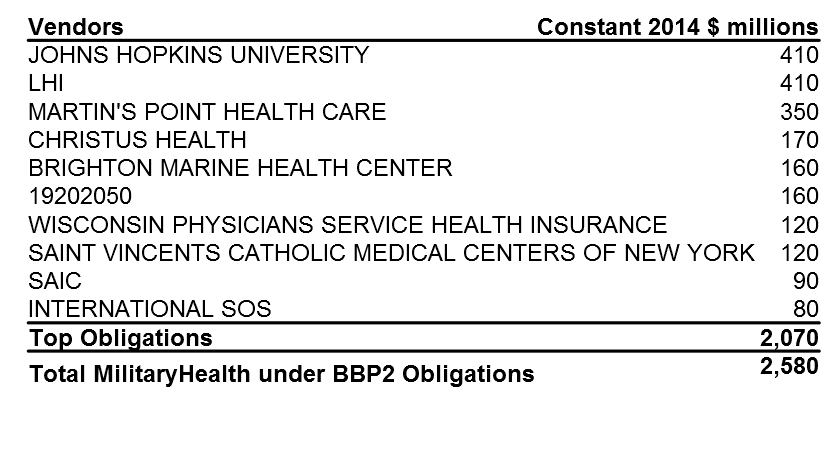 Vendors Constant 2014 $ millions
JOHNS HOPKINS UNIVERSITY 410
LHI 410
MARTIN'S POINT HEALTH CARE 350
CHRISTUS HEALTH 170
BRIGHTON MARINE HEALTH CENTER 160
19202050 160
WISCONSIN PHYSICIANS SERVICE HEALTH INSURANCE 120
SAINT VINCENTS CATHOLIC MEDICAL CENTERS OF NEW YORK 120
SAIC 90
INTERNATIONAL SOS 80
Top Obligations 2,070
Total MilitaryHealth under BBP2 Obligations 2,580